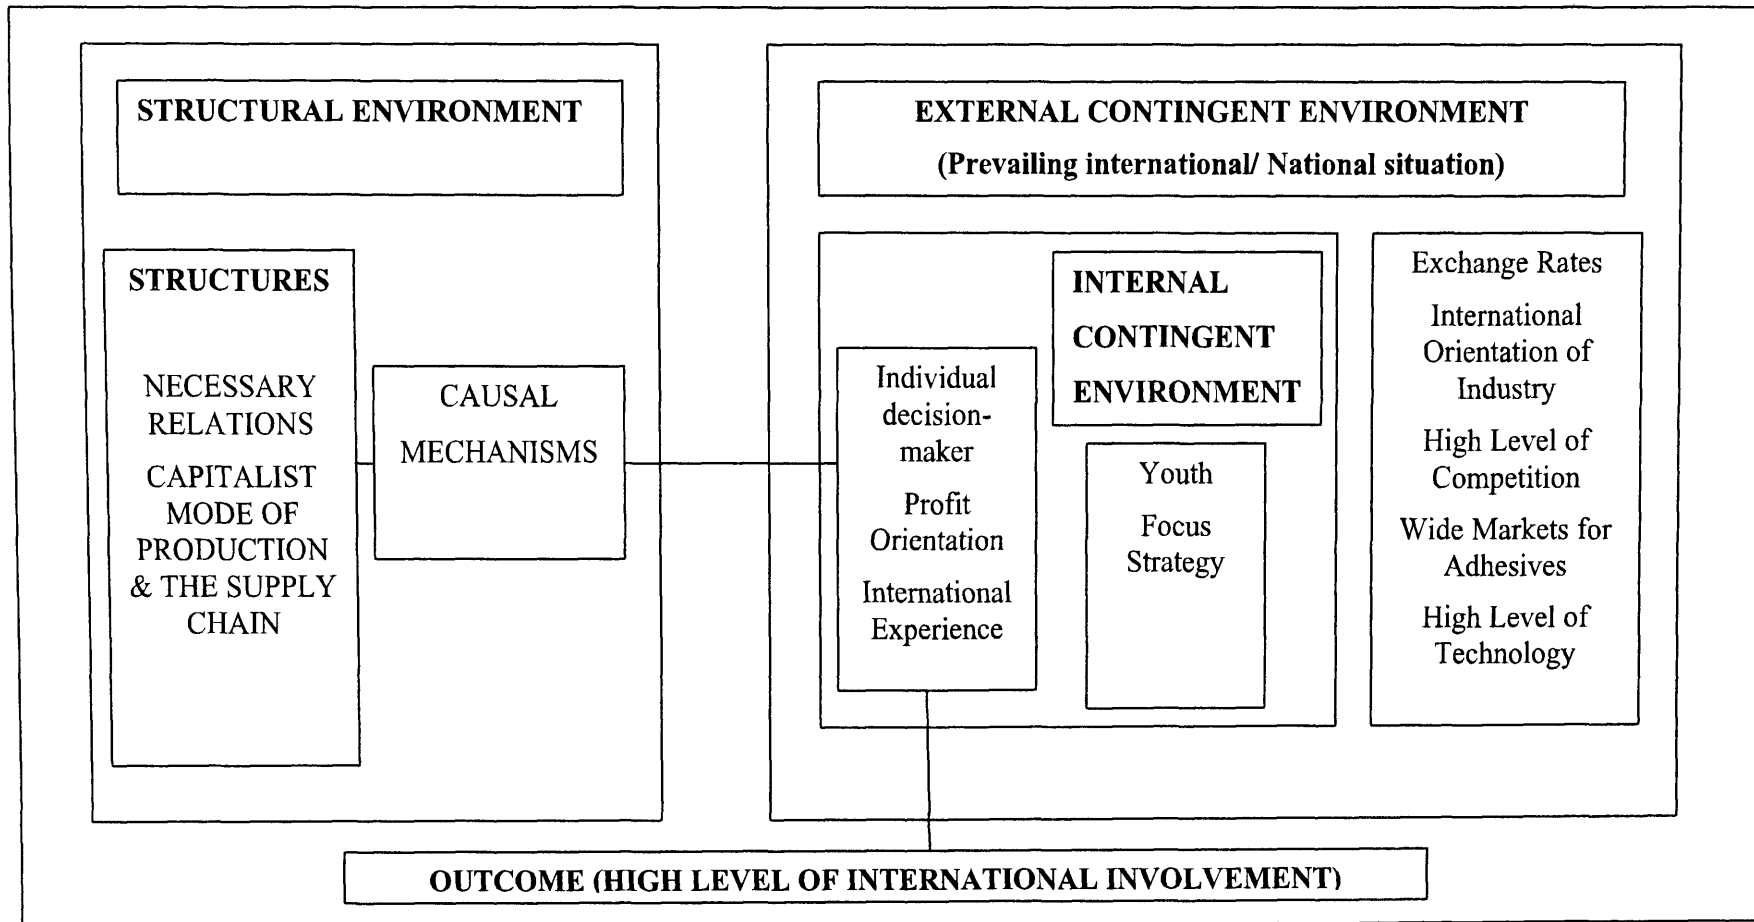 STRUCTURAL ENVIRONMENT
STRUCTURES
NECESSARY
RELATIONS
CAPITALIST
MODE OF
PRODUCTION
& THE SUPPLY
CHAIN
CAUSAL
MECHANISMS
EXTERNAL CONTINGENT ENVIRONMENT
(Prevailing international/ National situation)
Individual
decision-
maker
Profit
Orientation
International
Experience
INTERNAL
CONTINGENT
ENVIRONMENT
Youth
Focus
Strategy
Exchange Rates
International
Orientation of
Industry
High Level of
Competition
Wide Markets for
Adhesives
High Level of
Technology
OUTCOME (HIGH LEVEL OF INTERNATIONAL INVOLVEMENT)